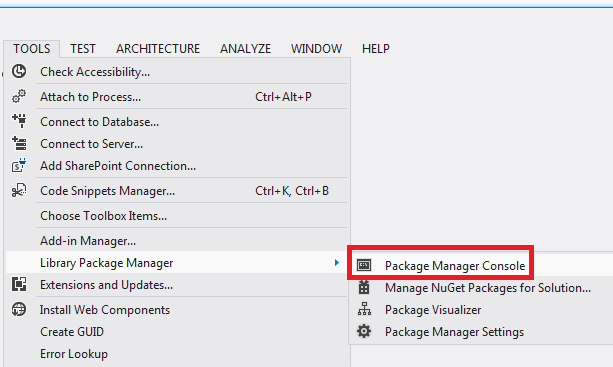 TOOLS TEST ARCHITECTURE ANALYZE WINDOW HELP
Check Accessibility...
Attach to Process... Ctrl+Alt+P
Connect to Database...
Connect to Server...
Add SharePoint Connection...
Code Snippets Manager... Ctrl+K, Ctrl+B
Choose Toolbox Items...
Add-in Manager...
Library Package Manager
Extensions and Updates...
Install Web Components
Create GUID
Error Lookup
Package Manager Console
Manage NuGet Packages for Solution...
Package Visualizer
Package Manager Settings